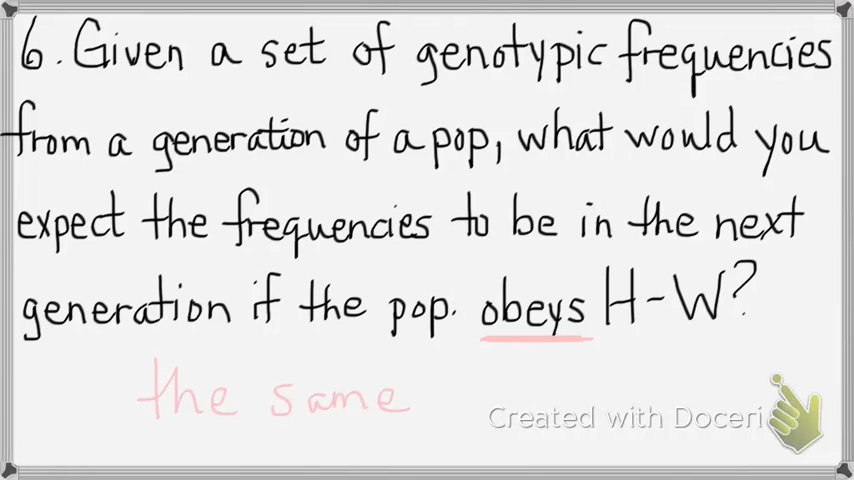 6. Given a set of genotypic frequencies
from a generation of a pop, what would you
expect the frequencies to be in the next
generation if the pop. obeys H-W?
the same
Created with Doceri